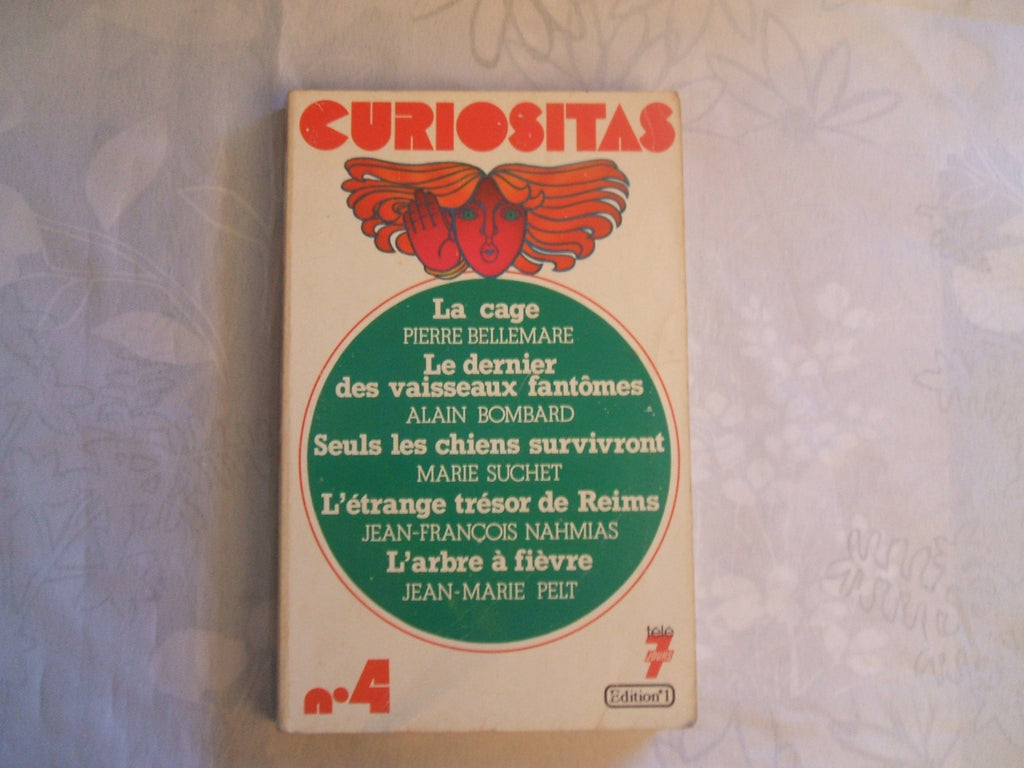 CURIOSITAS
La cage
PIERRE BELLEMARE
Le dernier
des vaisseaux fantômes
ALAIN BOMBARD
Seuls les chiens survivront
MARIE SUCHET
L'étrange trésor de Reims
JEAN-FRANÇOIS NAHMIAS
L'arbre à fièvre
JEAN-MARIE PELT
télé
7
JOURS
n°4
Edition°1